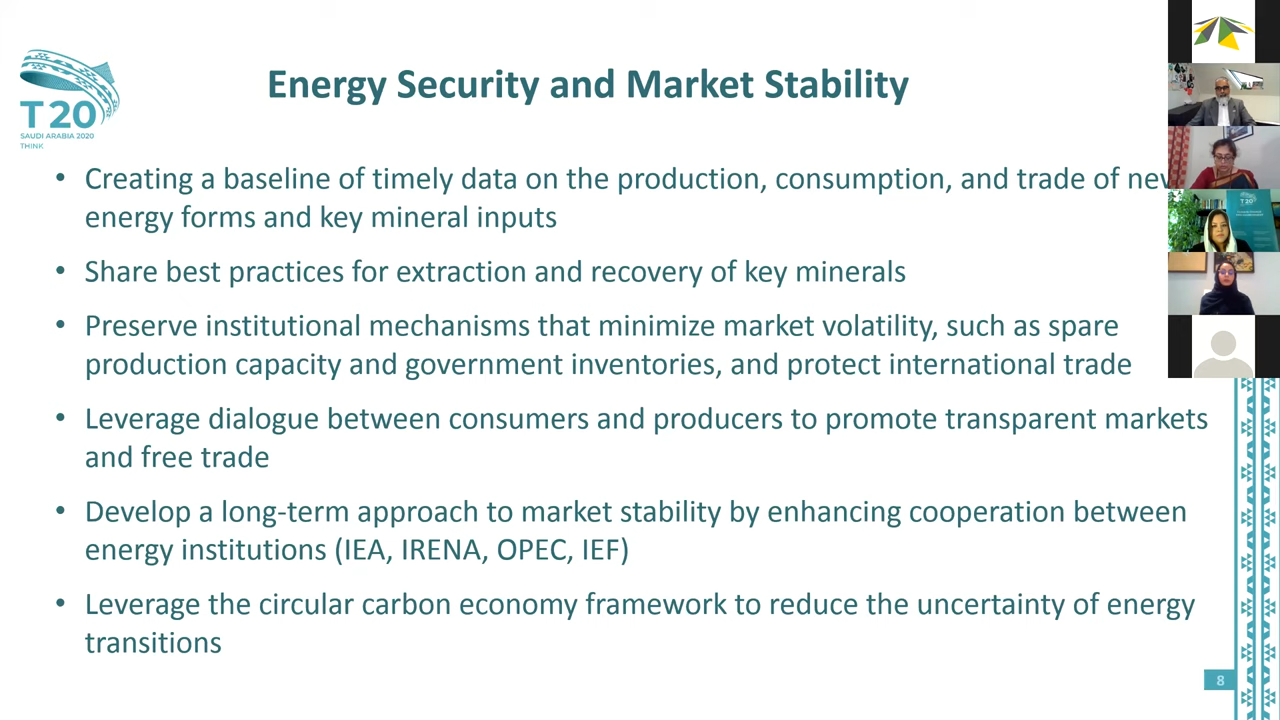 Energy Security and Market Stability
T20
SAUDI ARABIA 2020
THINK
• Creating a baseline of timely data on the production, consumption, and trade of
energy forms and key mineral inputs
• Share best practices for extraction and recovery of key minerals
• Preserve institutional mechanisms that minimize market volatility, such as spare
production capacity and government inventories, and protect international trade
• Leverage dialogue between consumers and producers to promote transparent markets
and free trade
• Develop a long-term approach to market stability by enhancing cooperation between
energy institutions (IEA, IRENA, OPEC, IEF)
• Leverage the circular carbon economy framework to reduce the uncertainty of energy
transitions
T20
8